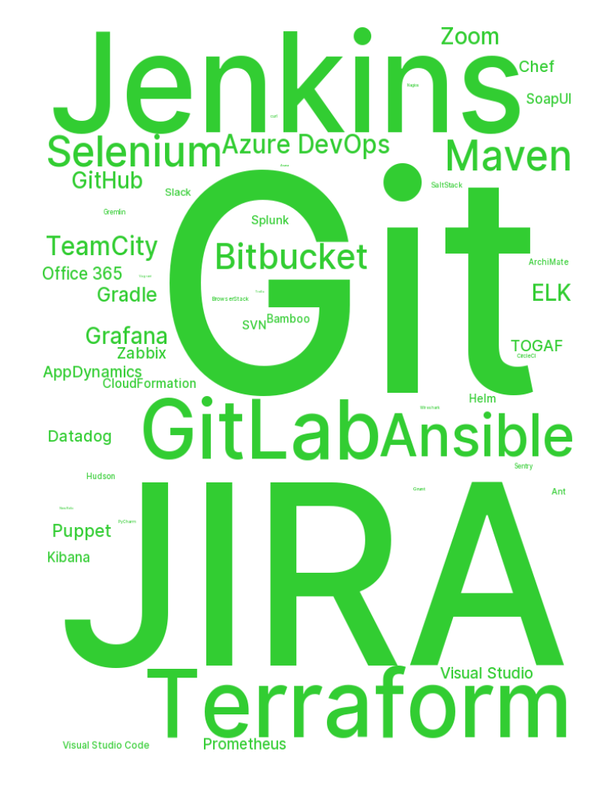 Zoom
Jenkins
Chef
SoapUI
Selenium
Azure DevOps
Maven
GitHub
Slack
SaltStack
Git
Gremlin
Splunk
TeamCity
Bitbucket
ArchiMate
Office 365
Gradle
BrowserStack
ELK
SVN
Bamboo
Grafana
Zabbix
TOGAF
CircleCI
AppDynamics
CloudFormation
Helm
GitLab
Ansible
Datadog
Sentry
Hudson
JIRA
Ant
PyCharm
Puppet
Kibana
Terraform
Visual Studio
Visual Studio Code
Prometheus